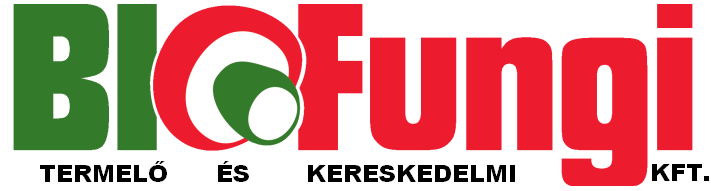 BIOFungi
TERMELŐ ÉS KERESKEDELMI KFT.